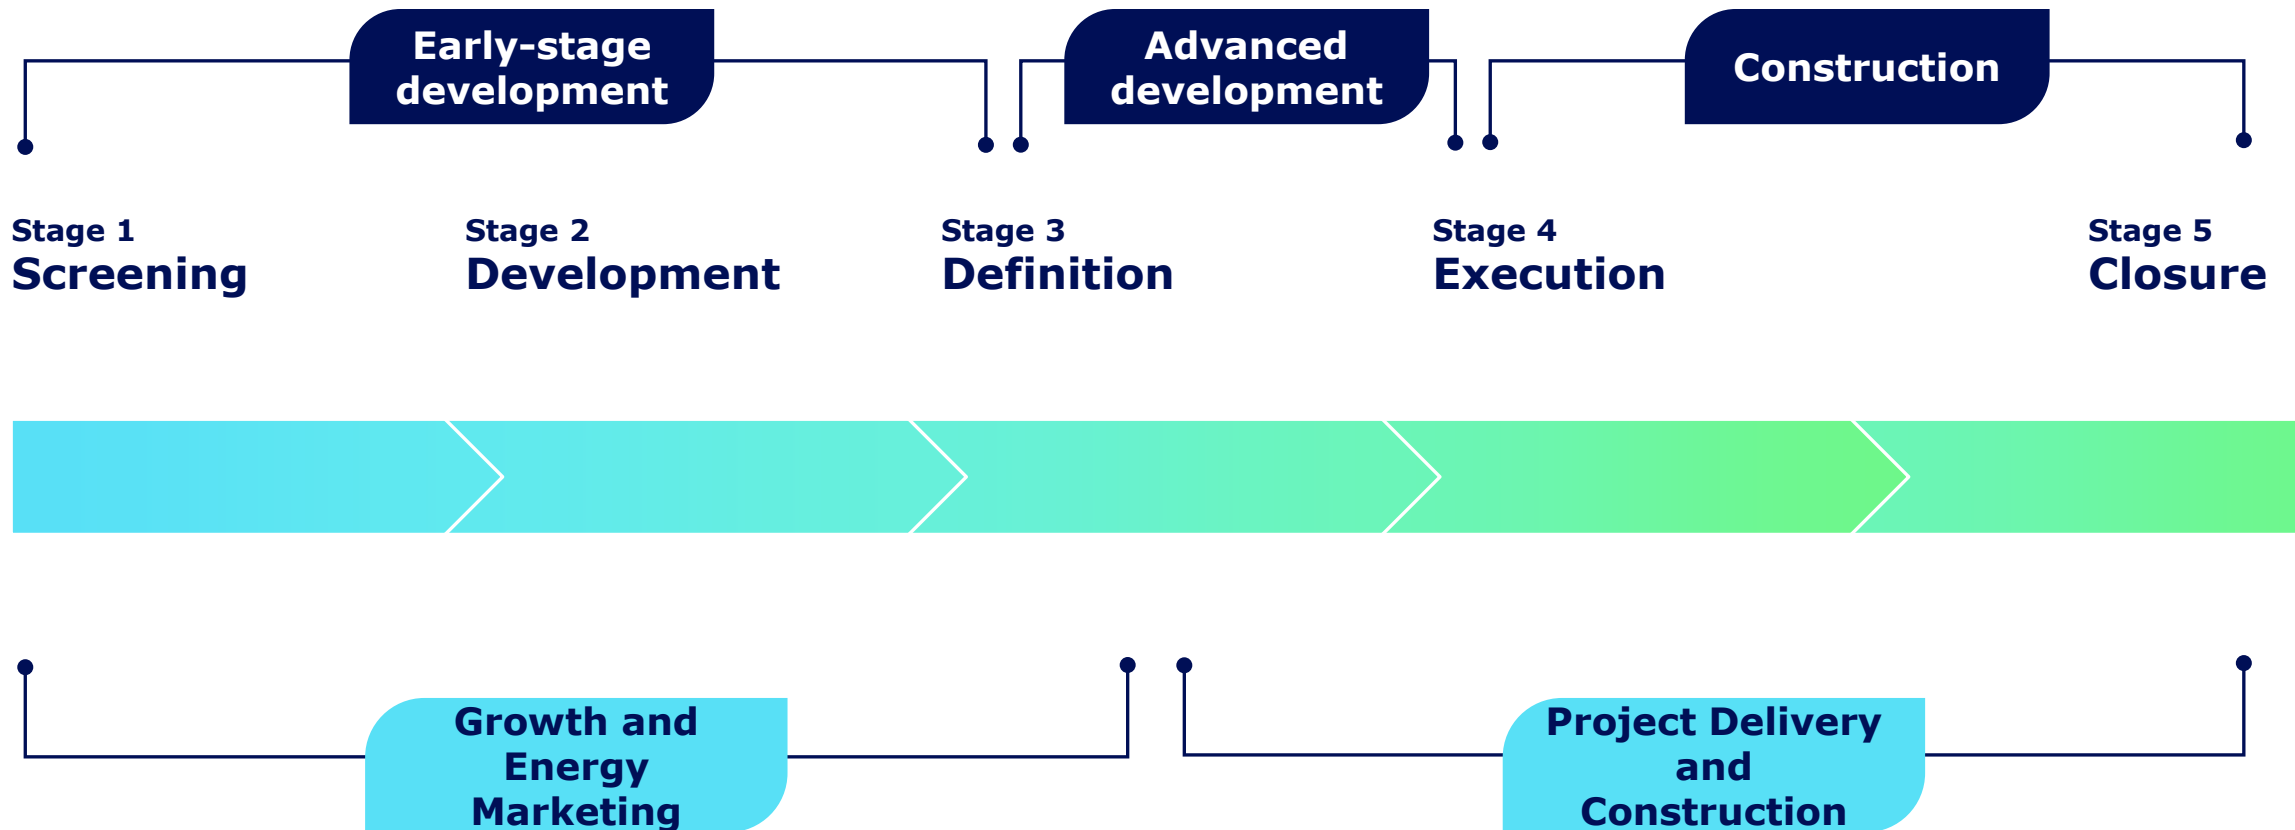 Early-stage
development
Advanced
development
Construction
Stage 1
Screening
Stage 2
Development
Stage 3
Definition
Stage 4
Execution
Stage 5
Closure
Growth and
Energy
Marketing
Project Delivery
and
Construction